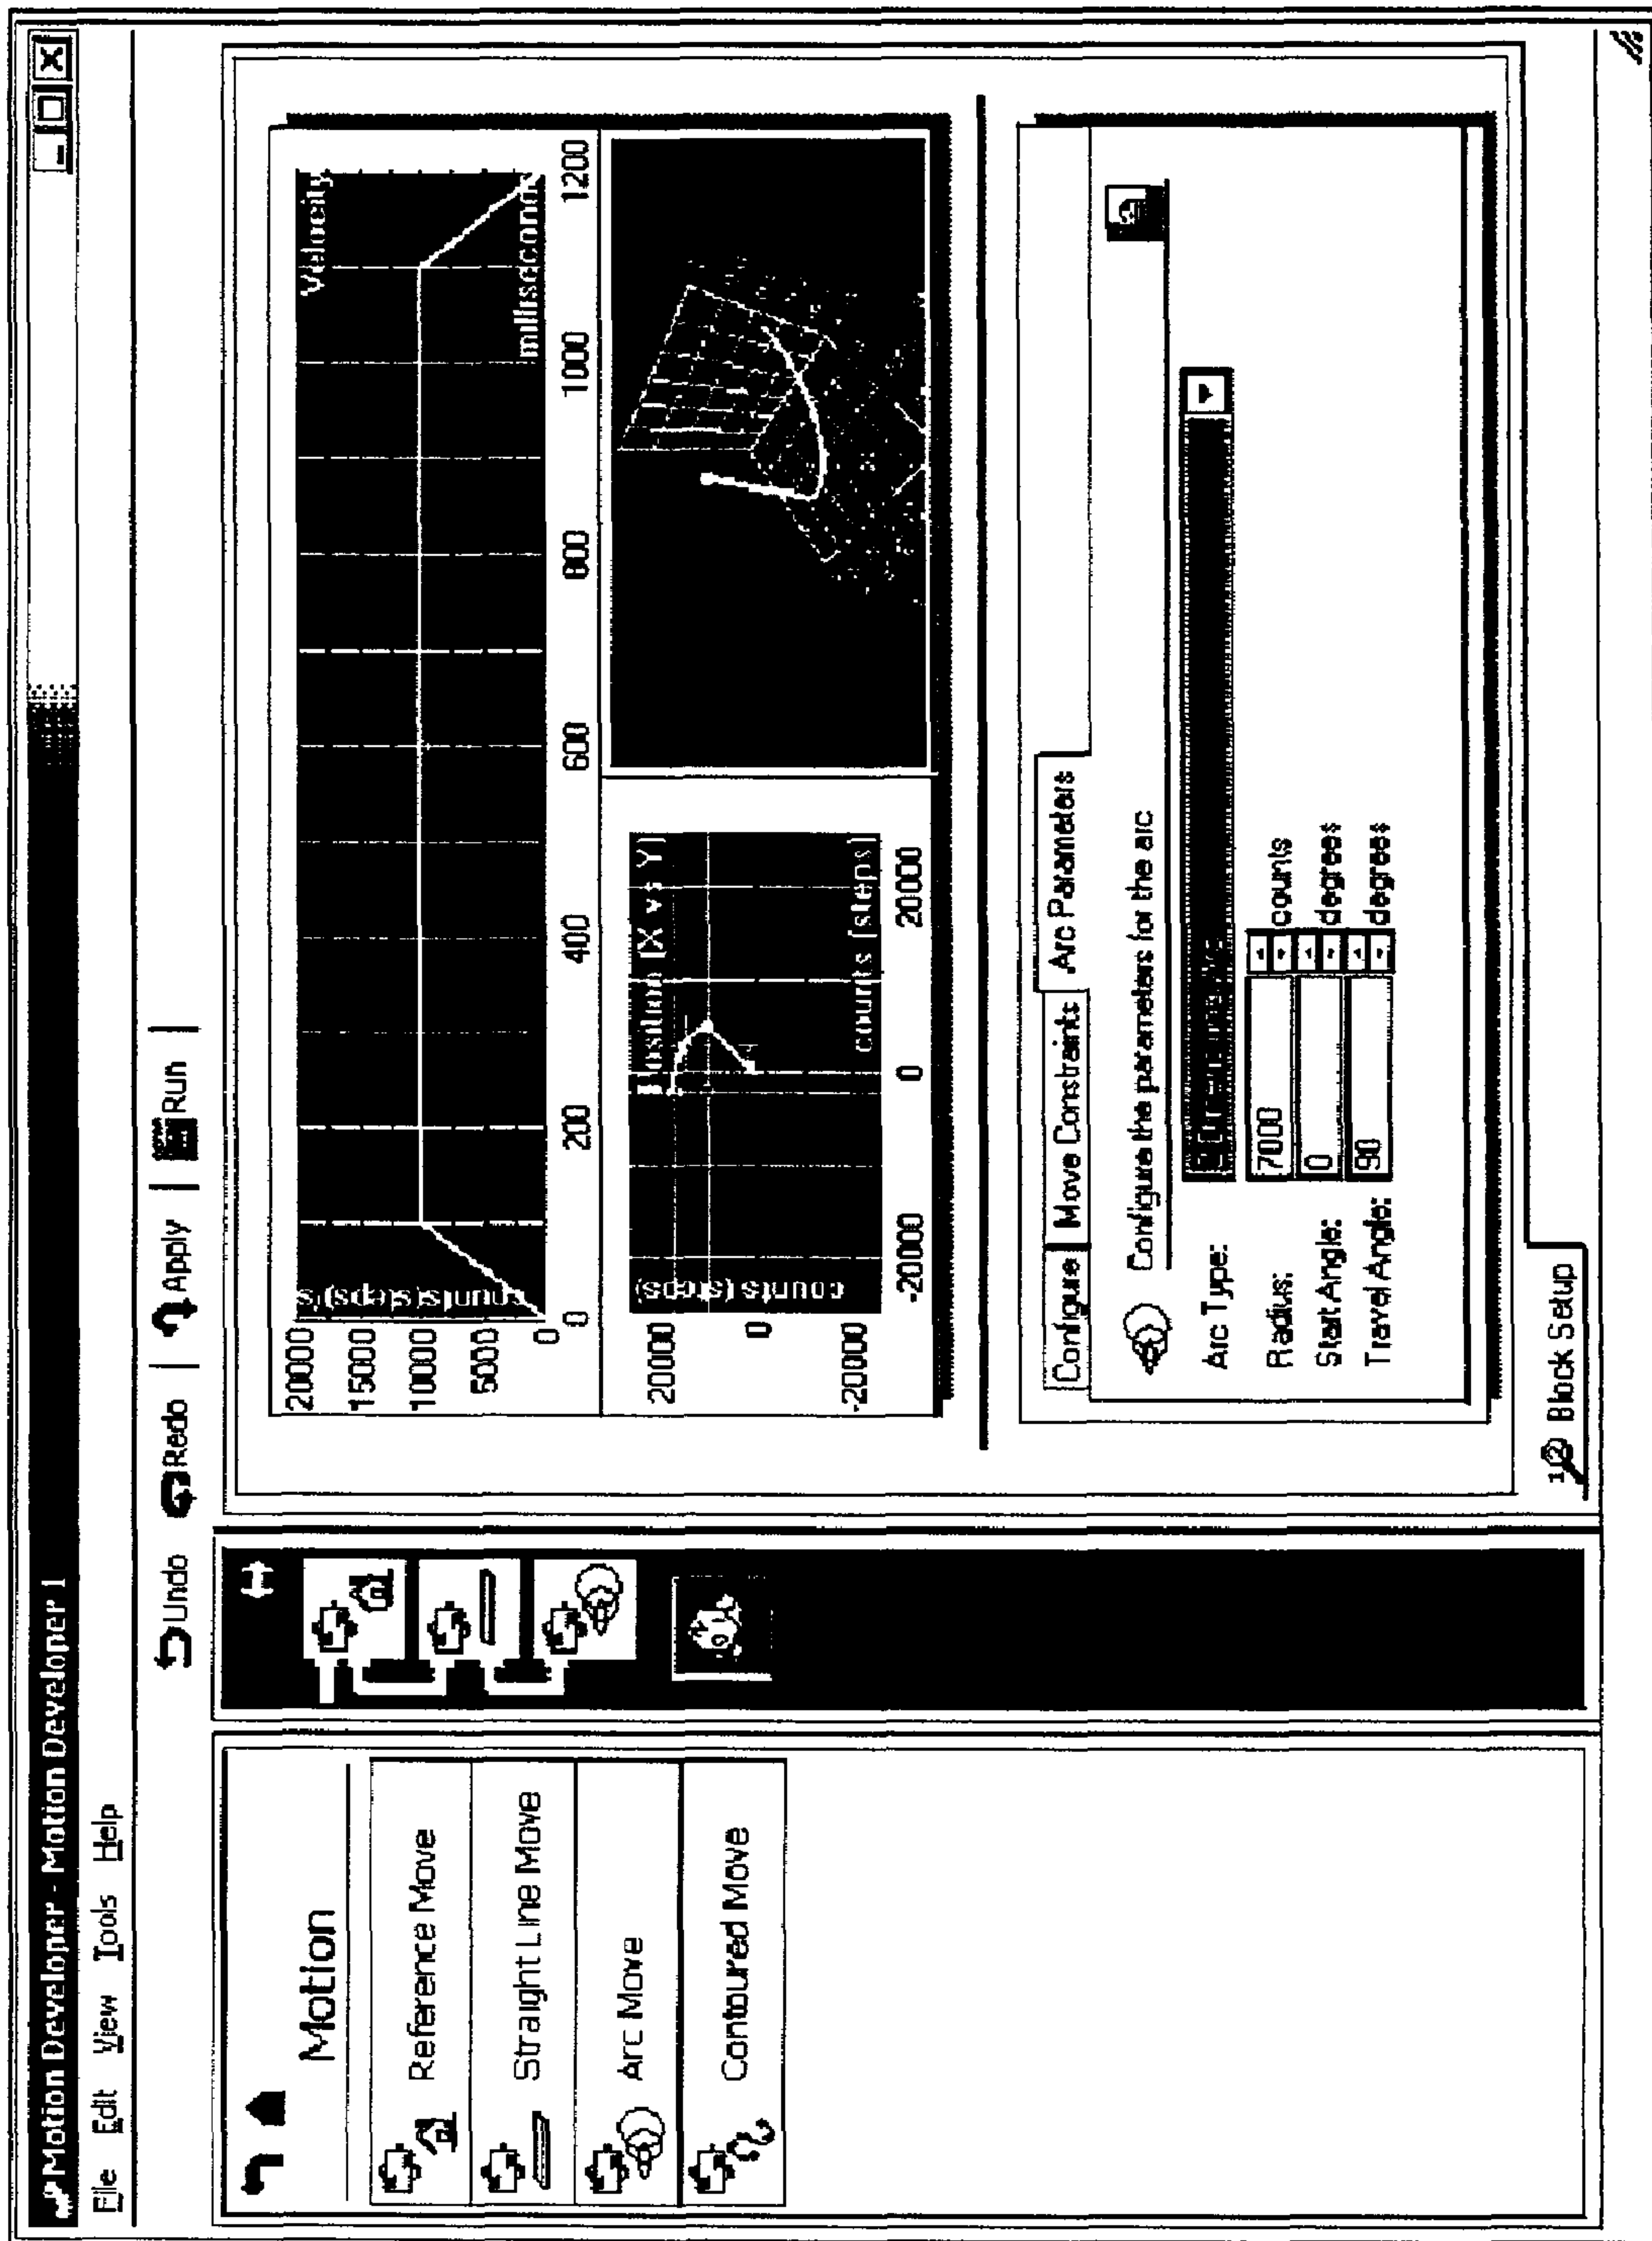 Motion Developer - Motion Developer 1
File Edit View Tools Help
Undo Redo Apply Run
Motion
Reference Move
Straight Line Move
Arc Move
Contoured Move
Velocity
counts (steps)/s
20000
15000
10000
5000
0
milliseconds
0 200 400 600 800 1000 1200
Position [X vs Y]
counts (steps)
20000
0
-20000
counts [steps]
-20000 0 20000
Configure Move Constraints Arc Parameters
Configure the parameters for the arc
Arc Type:
Radius: 7000 counts
Start Angle: 0 degrees
Travel Angle: 90 degrees
Block Setup